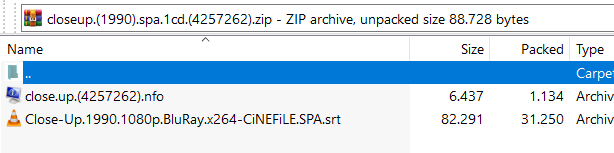 closeup.(1990).spa.1cd.(4257262).zip - ZIP archive, unpacked size 88.728 bytes
Name Size Packed Type
.. Carpet
close.up.(4257262).nfo 6.437 1.134 Archiv
Close-Up.1990.1080p.BluRay.x264-CiNEFiLE.SPA.srt 82.291 31.250 Archiv